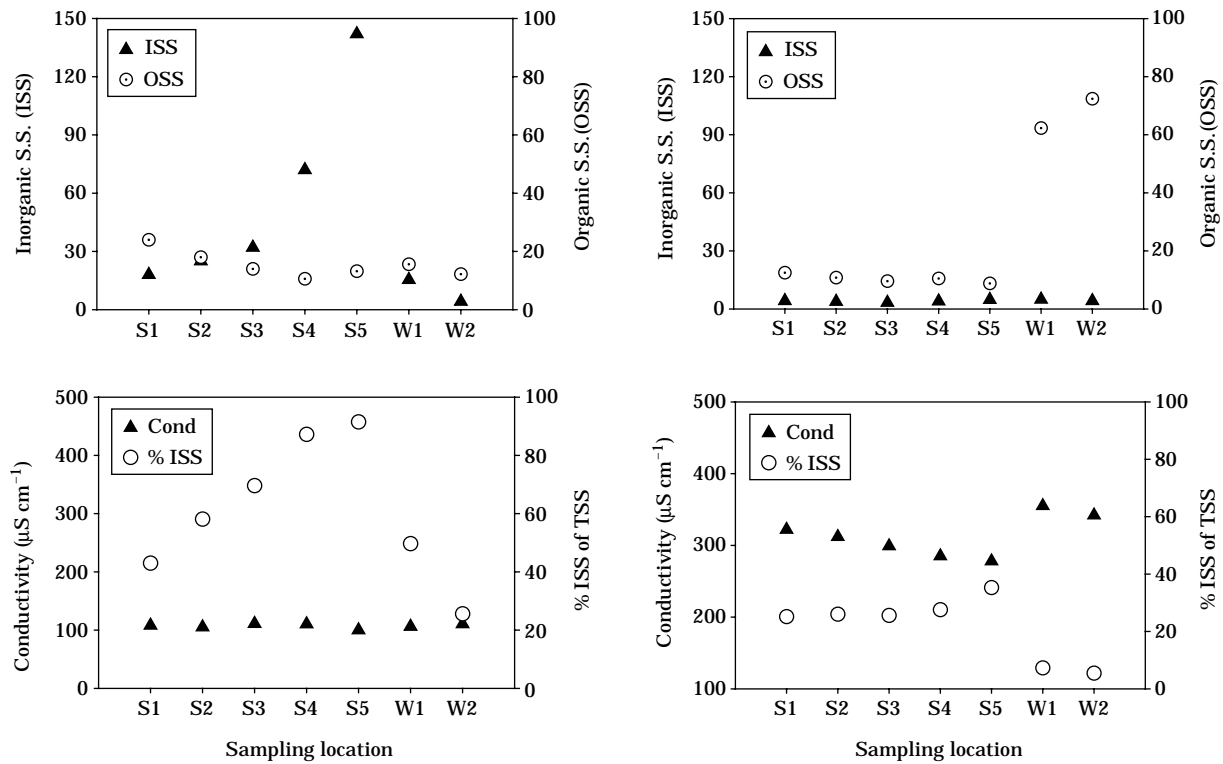 150
120
90
60
30
0
Inorganic S.S. (ISS)
ISS
OSS
100
80
60
40
20
0
Organic S.S.(OSS)
S1 S2 S3 S4 S5 W1 W2
150
120
90
60
30
0
Inorganic S.S. (ISS)
ISS
OSS
100
80
60
40
20
0
Organic S.S.(OSS)
S1 S2 S3 S4 S5 W1 W2
500
400
300
200
100
0
Conductivity (μS cm⁻¹)
Cond
% ISS
100
80
60
40
20
0
% ISS of TSS
S1 S2 S3 S4 S5 W1 W2
Sampling location
500
400
300
200
100
Conductivity (μS cm⁻¹)
Cond
% ISS
100
80
60
40
20
0
% ISS of TSS
S1 S2 S3 S4 S5 W1 W2
Sampling location